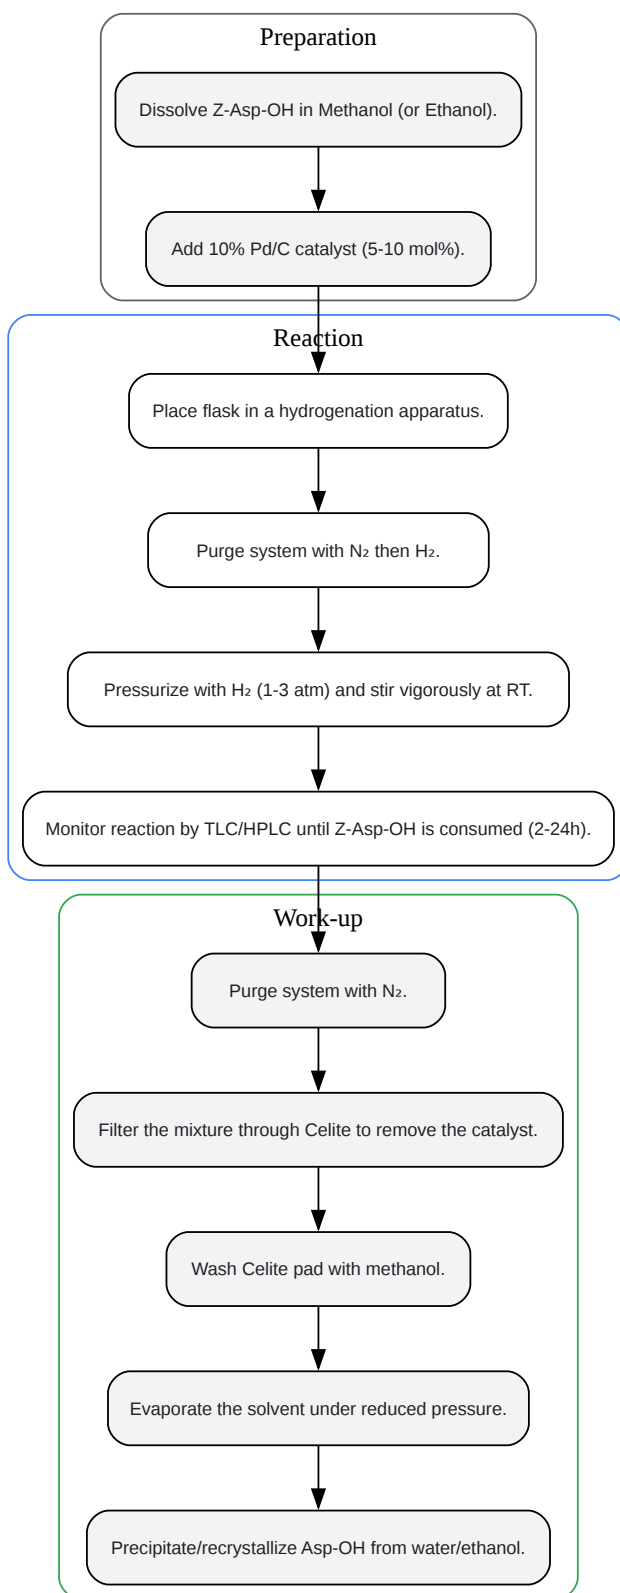 Preparation
Dissolve Z-Asp-OH in Methanol (or Ethanol).
Add 10% Pd/C catalyst (5-10 mol%).
Reaction
Place flask in a hydrogenation apparatus.
Purge system with N₂ then H₂.
Pressurize with H₂ (1-3 atm) and stir vigorously at RT.
Monitor reaction by TLC/HPLC until Z-Asp-OH is consumed (2-24h).
Work-up
Purge system with N₂.
Filter the mixture through Celite to remove the catalyst.
Wash Celite pad with methanol.
Evaporate the solvent under reduced pressure.
Precipitate/recrystallize Asp-OH from water/ethanol.